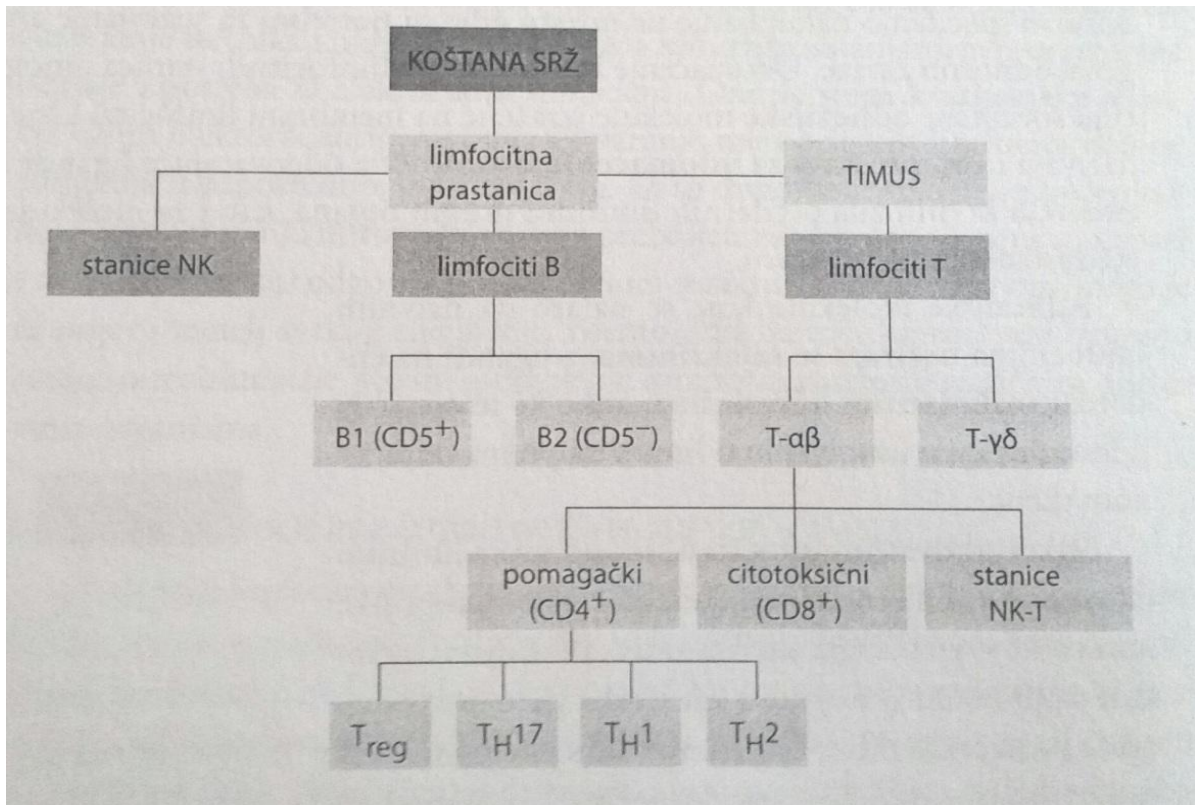 KOŠTANA SRŽ
limfocitna
prastanica
TIMUS
stanice NK
limfociti B
limfociti T
B1 (CD5⁺)
B2 (CD5⁻)
T-αβ
T-γδ
pomagački
(CD4⁺)
citotoksični
(CD8⁺)
stanice
NK-T
Treg
TH17
TH1
TH2